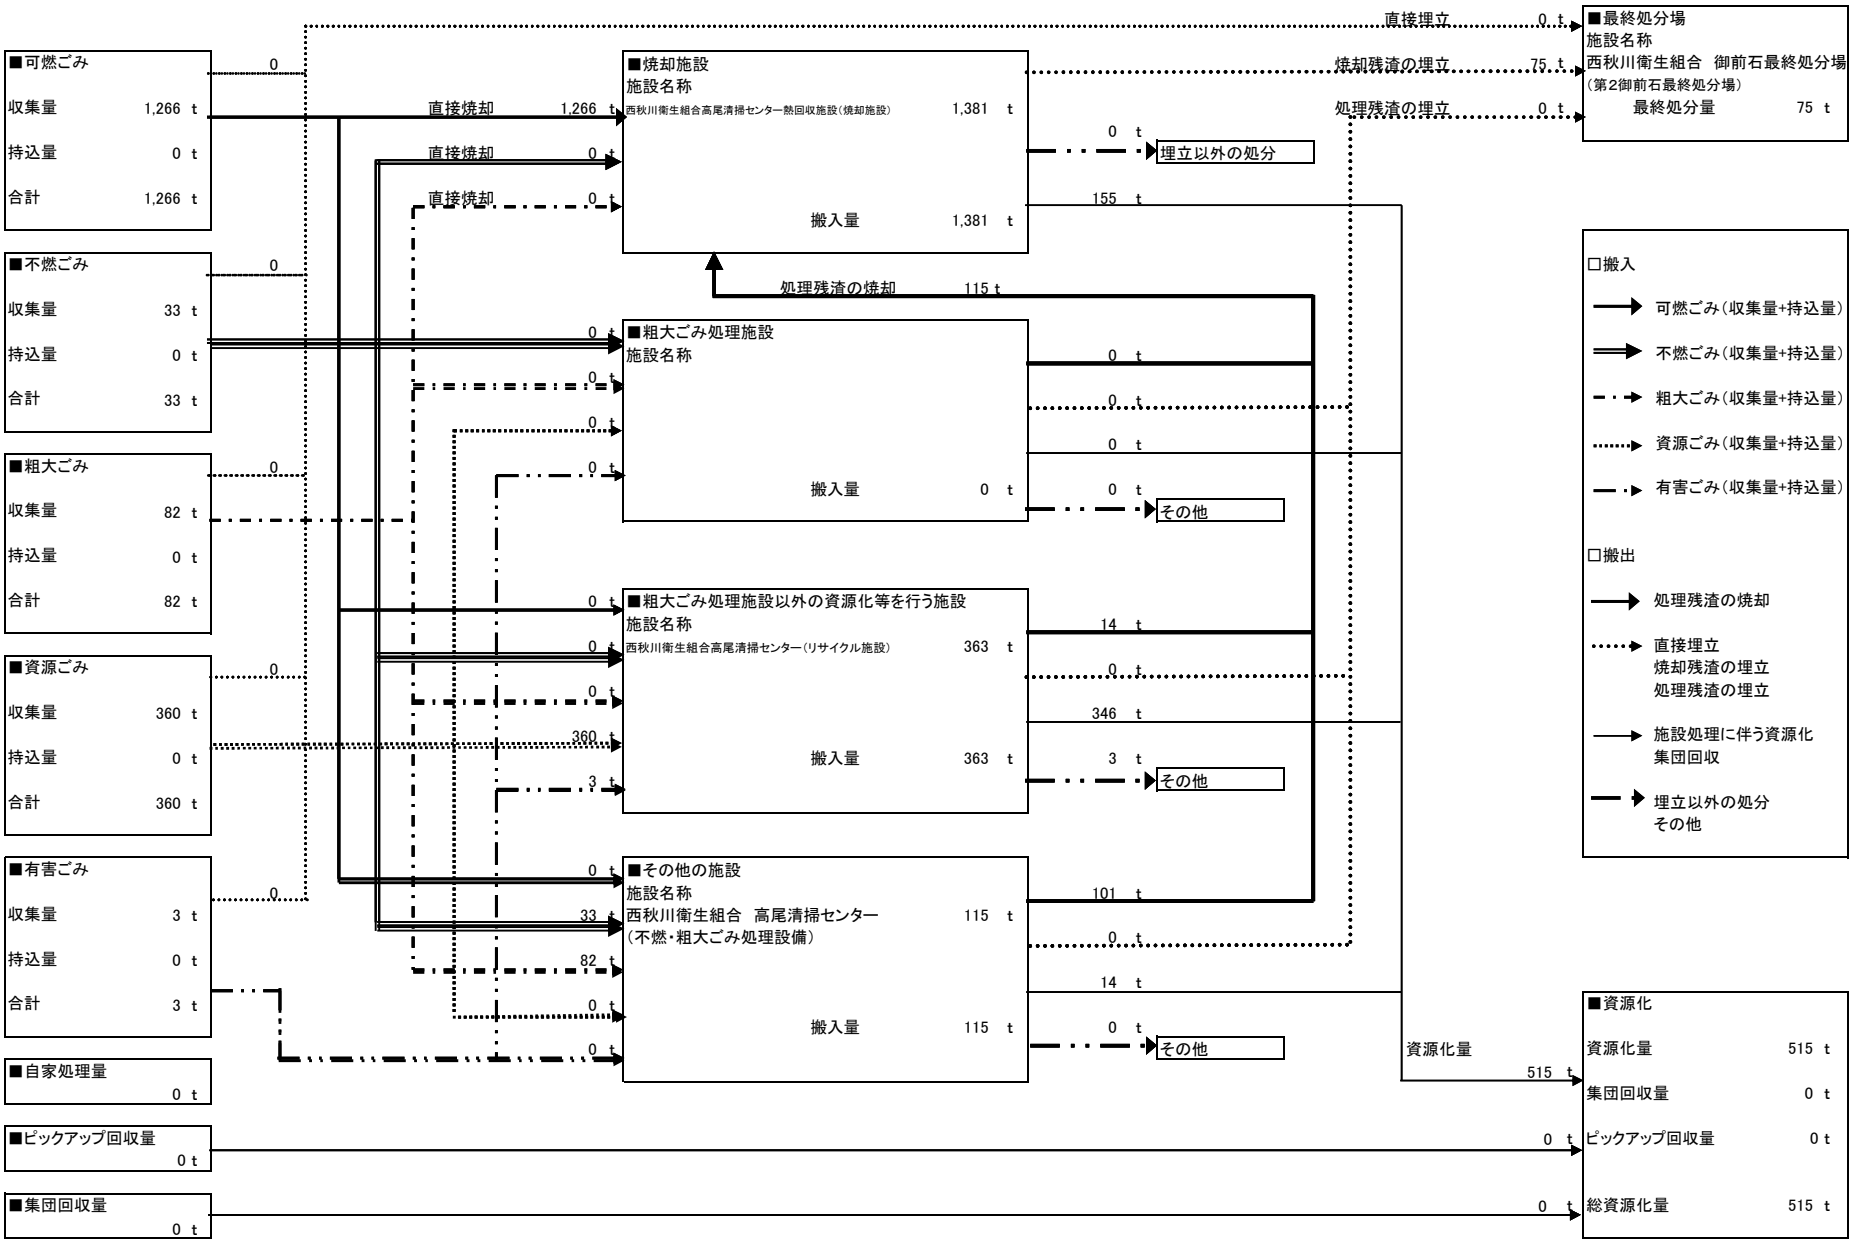 ■可燃ごみ
収集量 1,266 t
持込量 0 t
合計 1,266 t
0
■不燃ごみ
収集量 33 t
持込量 0 t
合計 33 t
0
■粗大ごみ
収集量 82 t
持込量 0 t
合計 82 t
0
■資源ごみ
収集量 360 t
持込量 0 t
合計 360 t
0
■有害ごみ
収集量 3 t
持込量 0 t
合計 3 t
0
■自家処理量
0 t
■ピックアップ回収量
0 t
■集団回収量
0 t
直接焼却 1,266 t
直接焼却 0 t
直接焼却 0 t
■焼却施設
施設名称
西秋川衛生組合高尾清掃センター熱回収施設(焼却施設) 1,381 t
搬入量 1,381 t
0 t
埋立以外の処分
155 t
処理残渣の焼却 115 t
0 t
0 t
0 t
0 t
■粗大ごみ処理施設
施設名称
搬入量 0 t
0 t
0 t
0 t
0 t
その他
0 t
0 t
0 t
360 t
3 t
■粗大ごみ処理施設以外の資源化等を行う施設
施設名称
西秋川衛生組合高尾清掃センター(リサイクル施設) 363 t
搬入量 363 t
14 t
0 t
346 t
3 t
その他
0 t
33 t
82 t
0 t
0 t
■その他の施設
施設名称
西秋川衛生組合 高尾清掃センター 115 t
(不燃・粗大ごみ処理設備)
搬入量 115 t
101 t
0 t
14 t
0 t
その他
直接埋立 0 t
焼却残渣の埋立 75 t
処理残渣の埋立 0 t
■最終処分場
施設名称
西秋川衛生組合 御前石最終処分場
(第2御前石最終処分場)
最終処分量 75 t
□搬入
可燃ごみ(収集量+持込量)
不燃ごみ(収集量+持込量)
粗大ごみ(収集量+持込量)
資源ごみ(収集量+持込量)
有害ごみ(収集量+持込量)
□搬出
処理残渣の焼却
直接埋立
焼却残渣の埋立
処理残渣の埋立
施設処理に伴う資源化
集団回収
埋立以外の処分
その他
資源化量
515 t
0 t
0 t
■資源化
資源化量 515 t
集団回収量 0 t
ピックアップ回収量 0 t
総資源化量 515 t